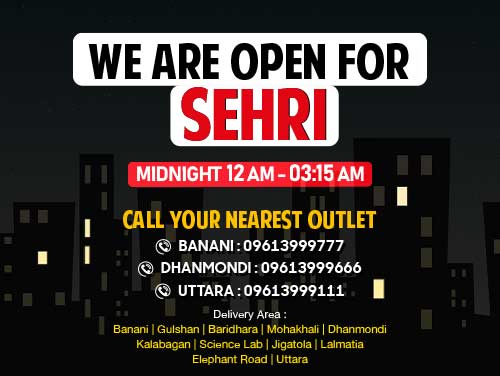 WE ARE OPEN FOR
SEHRI
MIDNIGHT 12 AM - 03:15 AM
CALL YOUR NEAREST OUTLET
BANANI : 09613999777
DHANMONDI : 09613999666
UTTARA : 09613999111
Delivery Area :
Banani | Gulshan | Baridhara | Mohakhali | Dhanmondi
Kalabagan | Science Lab | Jigatola | Lalmatia
Elephant Road | Uttara